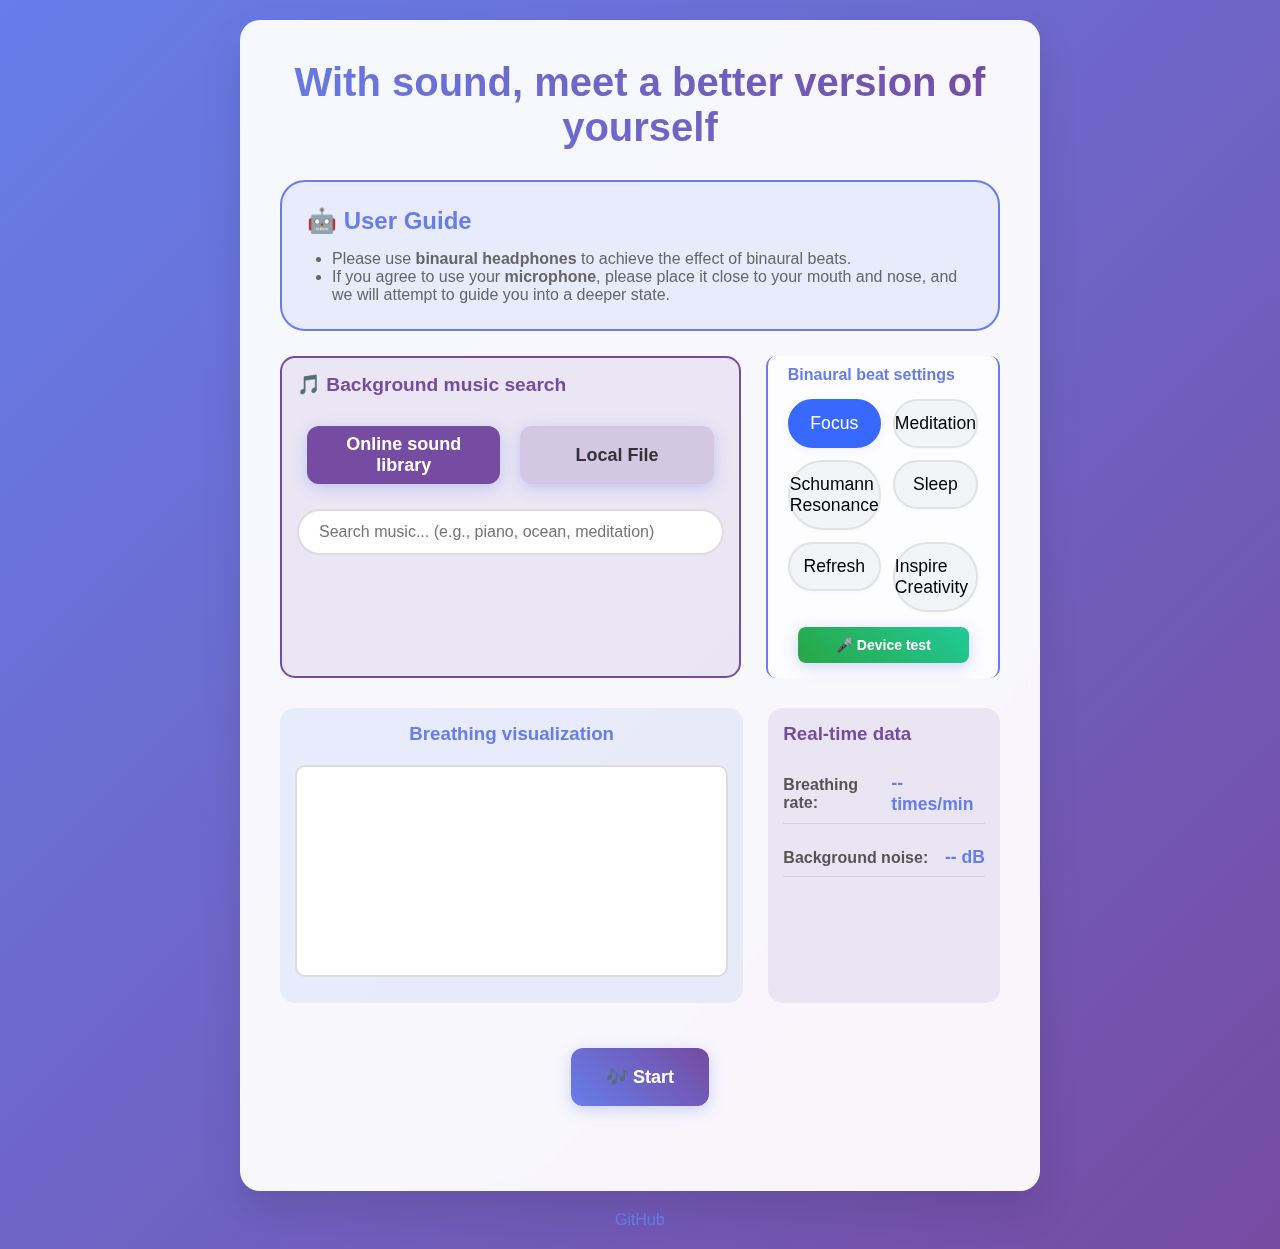 With sound, meet a better version of
yourself
🤖 User Guide
• Please use binaural headphones to achieve the effect of binaural beats.
• If you agree to use your microphone, please place it close to your mouth and nose, and
we will attempt to guide you into a deeper state.
🎵 Background music search
Online sound
library
Local File
Search music... (e.g., piano, ocean, meditation)
Binaural beat settings
Focus
Meditation
Schumann
Resonance
Sleep
Refresh
Inspire
Creativity
🎤 Device test
Breathing visualization
Real-time data
Breathing
rate:
--
times/min
Background noise:
-- dB
🎶 Start
GitHub